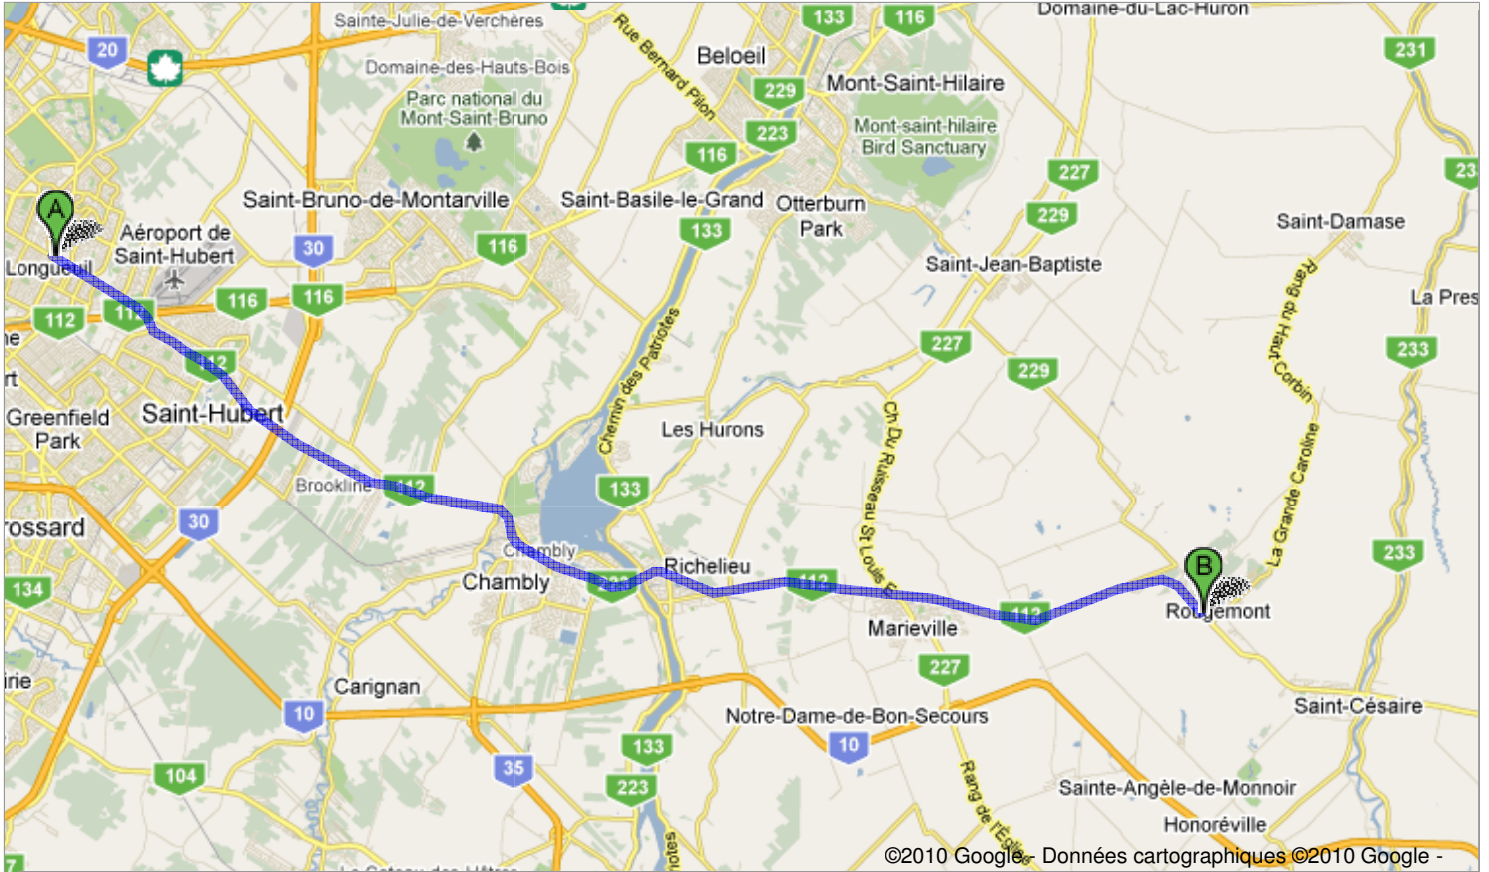 Sainte-Julie-de-Verchères
133
116
Domaine-du-Lac-Huron
20
Rue Bernard Pilon
Beloeil
231
Domaine-des-Hauts-Bois
229
Mont-Saint-Hilaire
Parc national du
Mont-Saint-Bruno
223
Mont-saint-hilaire
Bird Sanctuary
116
227
23
Saint-Bruno-de-Montarville
Saint-Basile-le-Grand
Otterburn
Park
229
Saint-Damase
A
Aéroport de
Saint-Hubert
30
116
133
Longueuil
Saint-Jean-Baptiste
Rang du Haut Corbin
La Pres
112
112
116
116
Chemin des Patriotes
227
233
12
229
rt
Greenfield
Park
Saint-Hubert
Les Hurons
Ch Du Ruisseau St Louis E
La Grande Caroline
Brookline
112
133
rossard
30
Chambly
233
134
Chambly
Richelieu
112
B
Marieville
112
Rougemont
227
irie
Carignan
10
Notre-Dame-de-Bon-Secours
Saint-Césaire
133
10
104
35
223
Rang de l'Église
Sainte-Angèle-de-Monnoir
Honoréville
7
riotes
©2010 Google - Données cartographiques ©2010 Google -